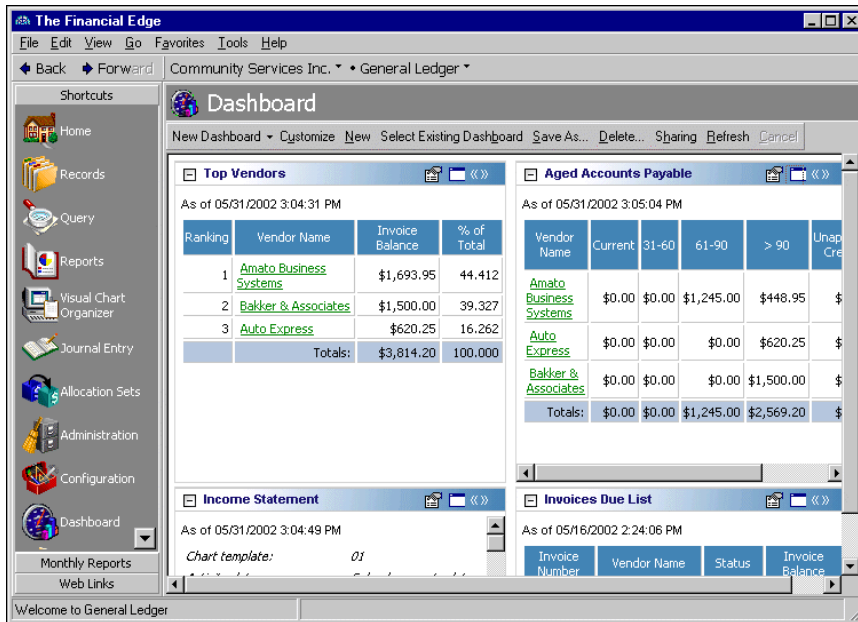 The Financial Edge
File Edit View Go Favorites Tools Help
Back Forward Community Services Inc. • General Ledger
Shortcuts
Home
Records
Query
Reports
Visual Chart
Organizer
Journal Entry
Allocation Sets
Administration
Configuration
Dashboard
Monthly Reports
Web Links
Dashboard
New Dashboard Customize New Select Existing Dashboard Save As... Delete... Sharing Refresh Cancel
Top Vendors
As of 05/31/2002 3:04:31 PM
Ranking Vendor Name Invoice Balance % of Total
1 Amato Business Systems $1,693.95 44.412
2 Bakker & Associates $1,500.00 39.327
3 Auto Express $620.25 16.262
Totals: $3,814.20 100.000
Aged Accounts Payable
As of 05/31/2002 3:05:04 PM
Vendor Name Current 31-60 61-90 > 90
Amato Business Systems $0.00 $0.00 $1,245.00 $448.95 $
Auto Express $0.00 $0.00 $0.00 $620.25 $
Bakker & Associates $0.00 $0.00 $0.00 $1,500.00 $
Totals: $0.00 $0.00 $1,245.00 $2,569.20 $
Income Statement
As of 05/31/2002 3:04:49 PM
Chart template: 01
Invoices Due List
As of 05/16/2002 2:24:06 PM
Invoice Number Vendor Name Status Invoice Balance
Welcome to General Ledger